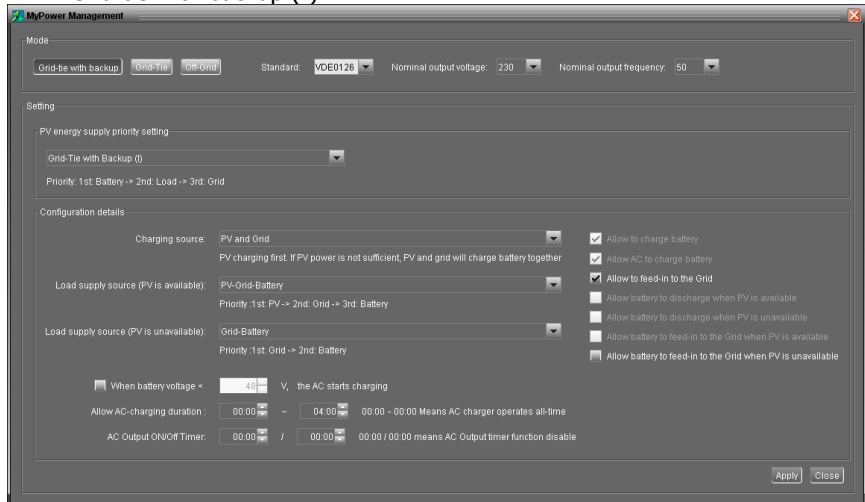 MyPower Management
Mode
Grid-tie with backup Grid-Tie Off-Grid Standard: VDE0126 Nominal output voltage: 230 Nominal output frequency: 50
Setting
PV energy supply priority setting
Grid-Tie with Backup (I)
Priority: 1st: Battery -> 2nd: Load -> 3rd: Grid
Configuration details
Charging source: PV and Grid
PV charging first. If PV power is not sufficient, PV and grid will charge battery together
Load supply source (PV is available): PV-Grid-Battery
Priority :1st: PV -> 2nd: Grid -> 3rd: Battery
Load supply source (PV is unavailable): Grid-Battery
Priority :1st: Grid -> 2nd: Battery
When battery voltage < 48 V, the AC starts charging
Allow AC-charging duration : 00:00 ~ 04:00 00:00 - 00:00 Means AC charger operates all-time
AC Output ON/Off Timer: 00:00 / 00:00 00:00 / 00:00 means AC Output timer function disable
Allow to charge battery
Allow AC to charge battery
Allow to feed-in to the Grid
Allow battery to discharge when PV is available
Allow battery to discharge when PV is unavailable
Allow battery to feed-in to the Grid when PV is available
Allow battery to feed-in to the Grid when PV is unavailable
Apply Close